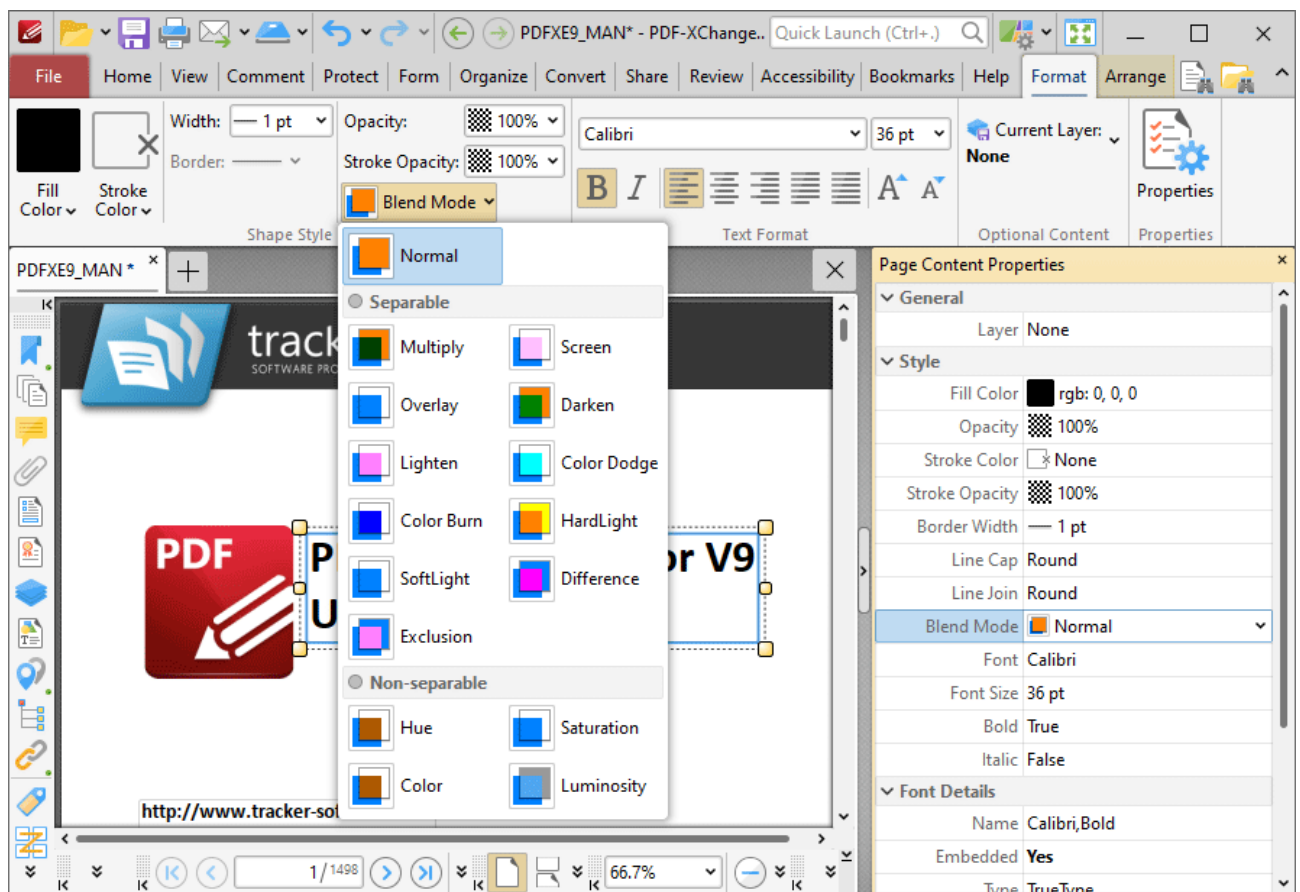 PDFXE9_MAN* - PDF-XChange.. Quick Launch (Ctrl+.)
File Home View Comment Protect Form Organize Convert Share Review Accessibility Bookmarks Help Format Arrange
Width: 1 pt Opacity: 100% Calibri 36 pt Current Layer:
None
Border: Stroke Opacity: 100%
Fill Color Stroke Color Blend Mode B I A A Properties
Shape Style Text Format Optional Content Properties
PDFXE9_MAN *
Normal
Separable
Multiply Screen
Overlay Darken
Lighten Color Dodge
Color Burn HardLight
SoftLight Difference
Exclusion
Non-separable
Hue Saturation
Color Luminosity
SOFTWARE
PDF
V9
1/1498 66.7%
Page Content Properties
General
Layer None
Style
Fill Color rgb: 0, 0, 0
Opacity 100%
Stroke Color None
Stroke Opacity 100%
Border Width 1 pt
Line Cap Round
Line Join Round
Blend Mode Normal
Font Calibri
Font Size 36 pt
Bold True
Italic False
Font Details
Name Calibri,Bold
Embedded Yes
Type TrueType